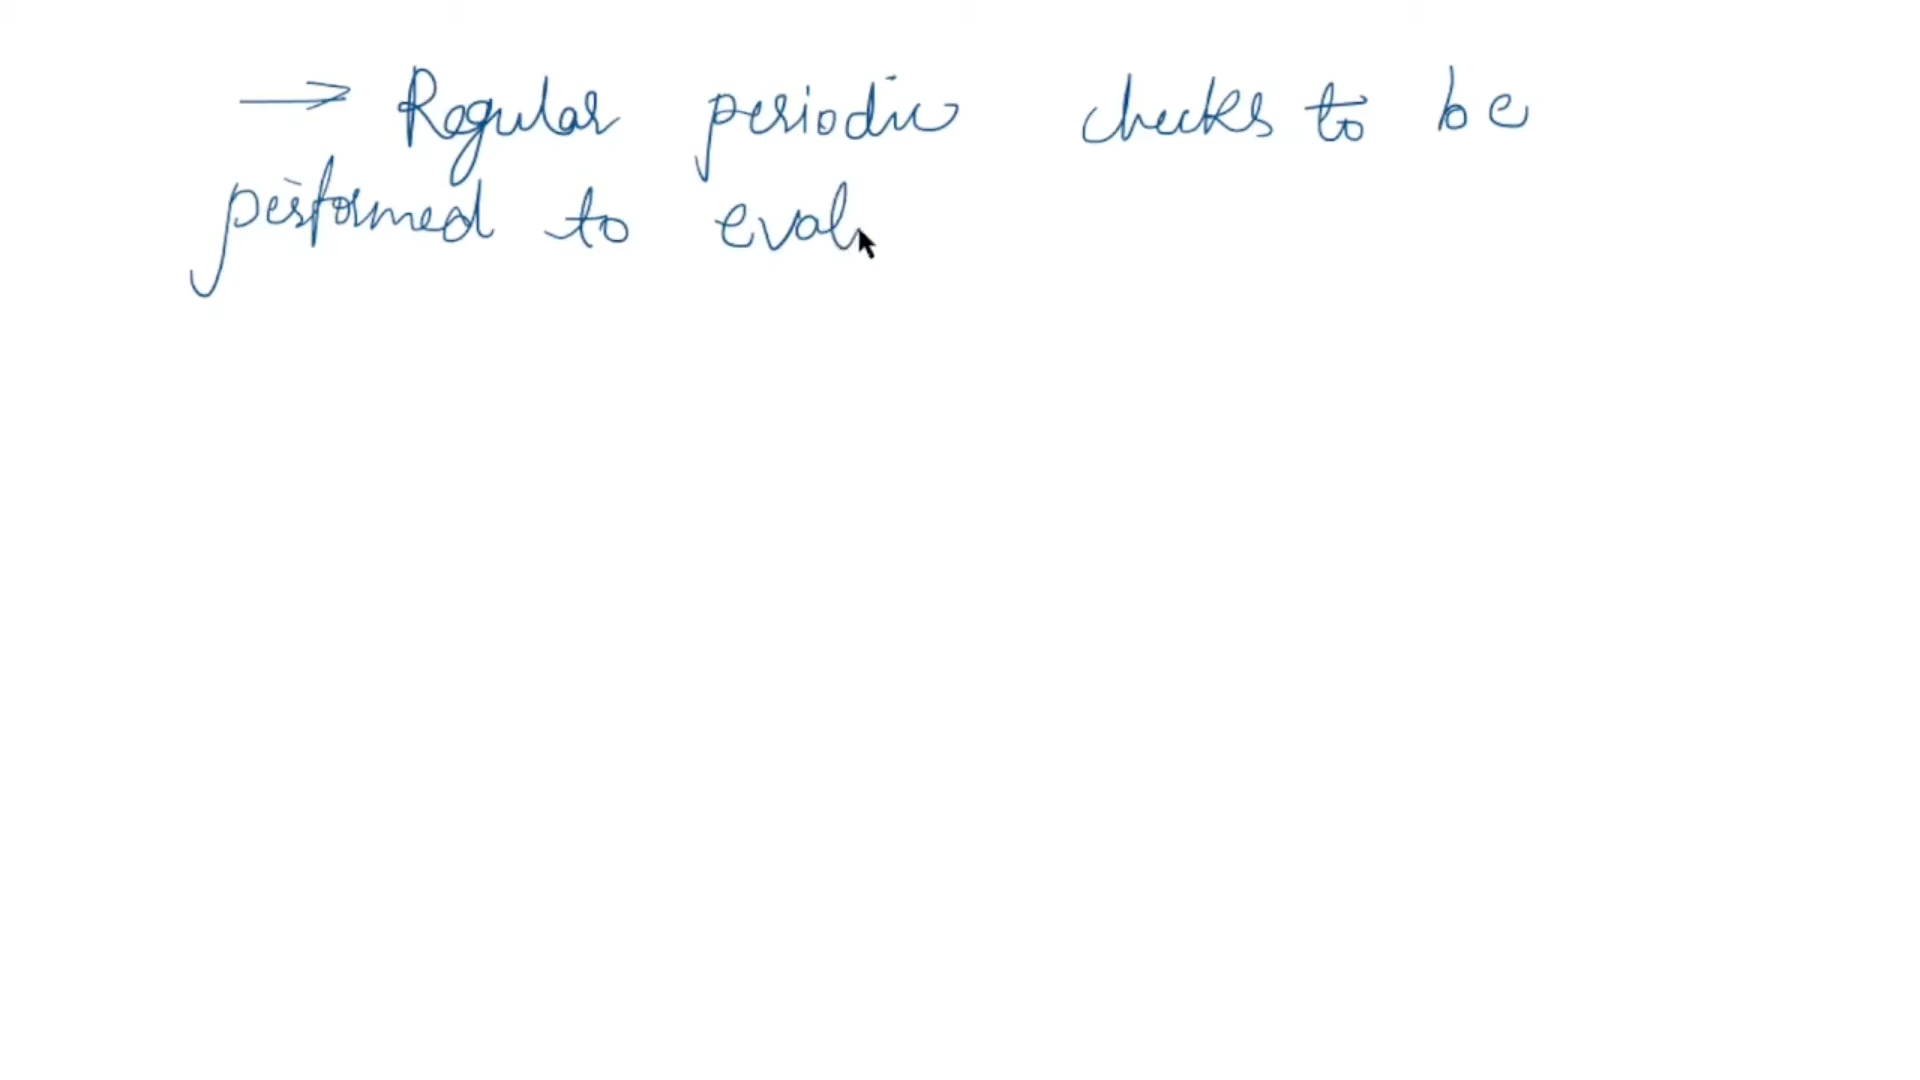 → Regular periodic checks to be
performed to eval